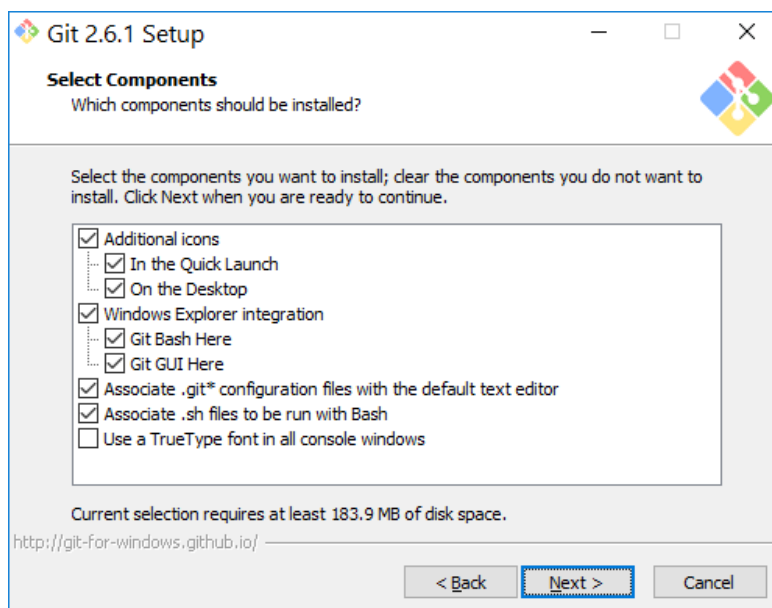 Git 2.6.1 Setup
Select Components
Which components should be installed?
Select the components you want to install; clear the components you do not want to
install. Click Next when you are ready to continue.
Additional icons
In the Quick Launch
On the Desktop
Windows Explorer integration
Git Bash Here
Git GUI Here
Associate .git* configuration files with the default text editor
Associate .sh files to be run with Bash
Use a TrueType font in all console windows
Current selection requires at least 183.9 MB of disk space.
http://git-for-windows.github.io/
< Back Next > Cancel